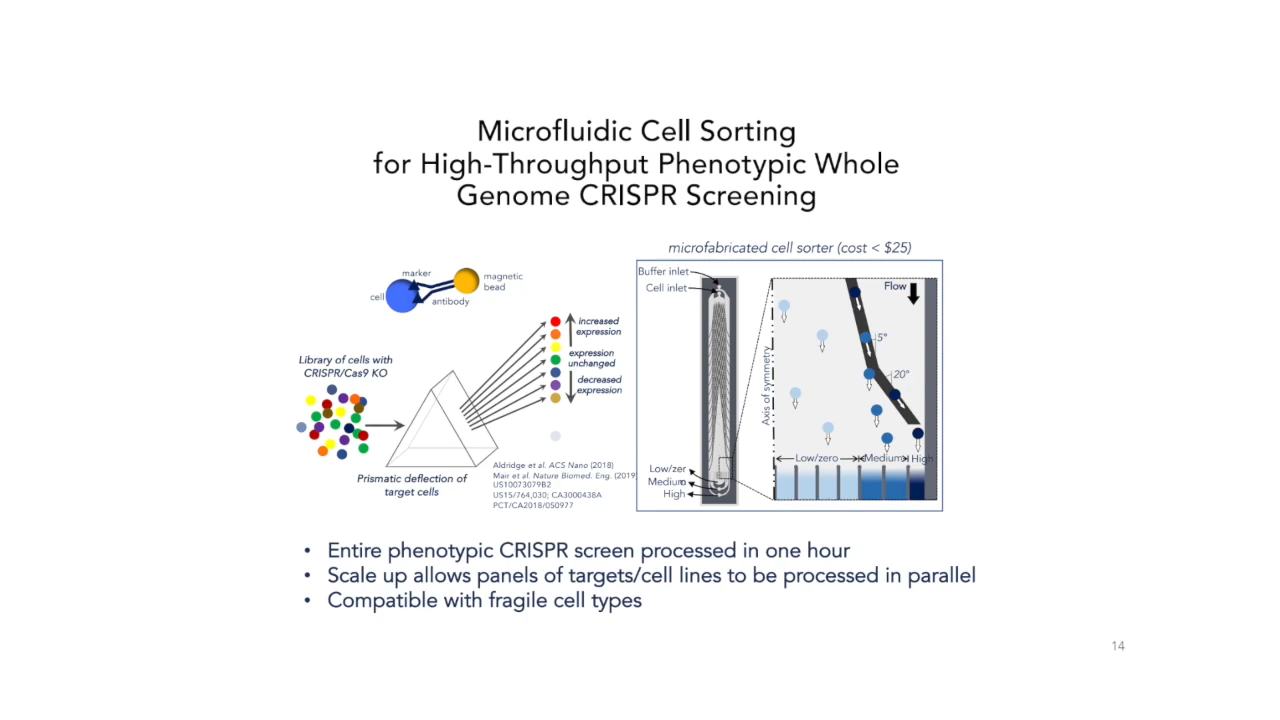 Microfluidic Cell Sorting
for High-Throughput Phenotypic Whole
Genome CRISPR Screening
microfabricated cell sorter (cost < $25)
marker
magnetic
bead
cell
antibody
increased
expression
expression
unchanged
decreased
expression
Library of cells with
CRISPR/Cas9 KO
Prismatic deflection of
target cells
Aldridge et al. ACS Nano (2018)
Mair et al. Nature Biomed. Eng. (2019)
US10073079B2
US15/764,030; CA3000438A
PCT/CA2018/050977
Buffer inlet
Cell inlet
Low/zer
Medium
High
Axis of symmetry
Flow
5°
20°
Low/zero
Medium
High
• Entire phenotypic CRISPR screen processed in one hour
• Scale up allows panels of targets/cell lines to be processed in parallel
• Compatible with fragile cell types
14